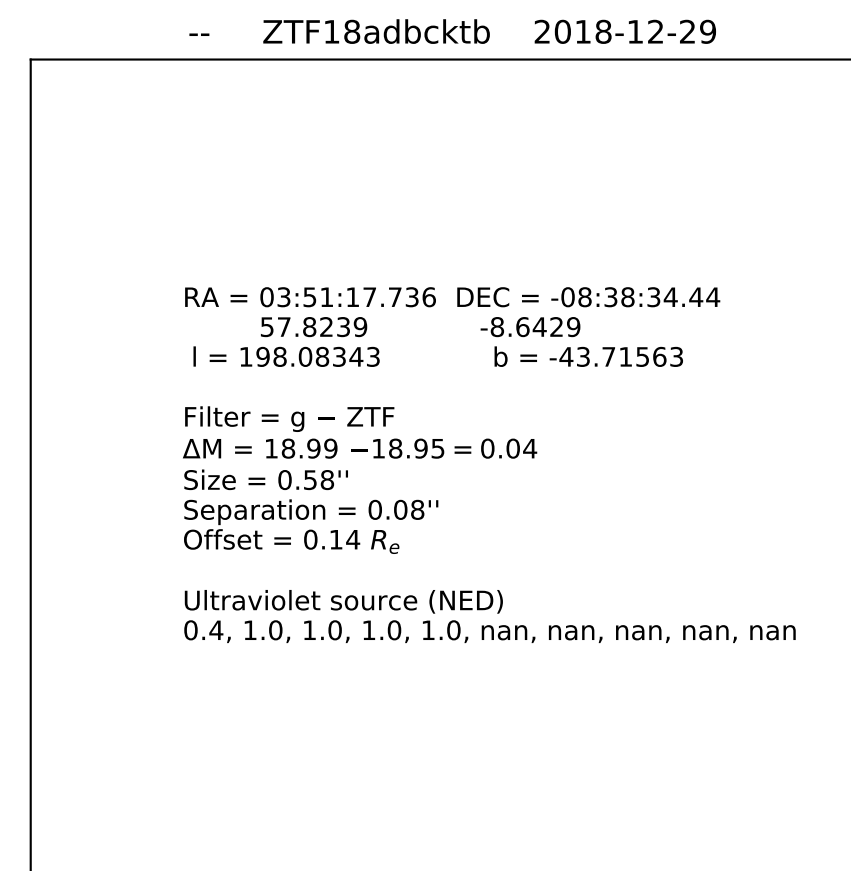 -- ZTF18adbcktb 2018-12-29
RA = 03:51:17.736 DEC = -08:38:34.44
57.8239 -8.6429
l = 198.08343 b = -43.71563
Filter = g − ZTF
ΔM = 18.99 −18.95 = 0.04
Size = 0.58''
Separation = 0.08''
Offset = 0.14 Rₑ
Ultraviolet source (NED)
0.4, 1.0, 1.0, 1.0, 1.0, nan, nan, nan, nan, nan